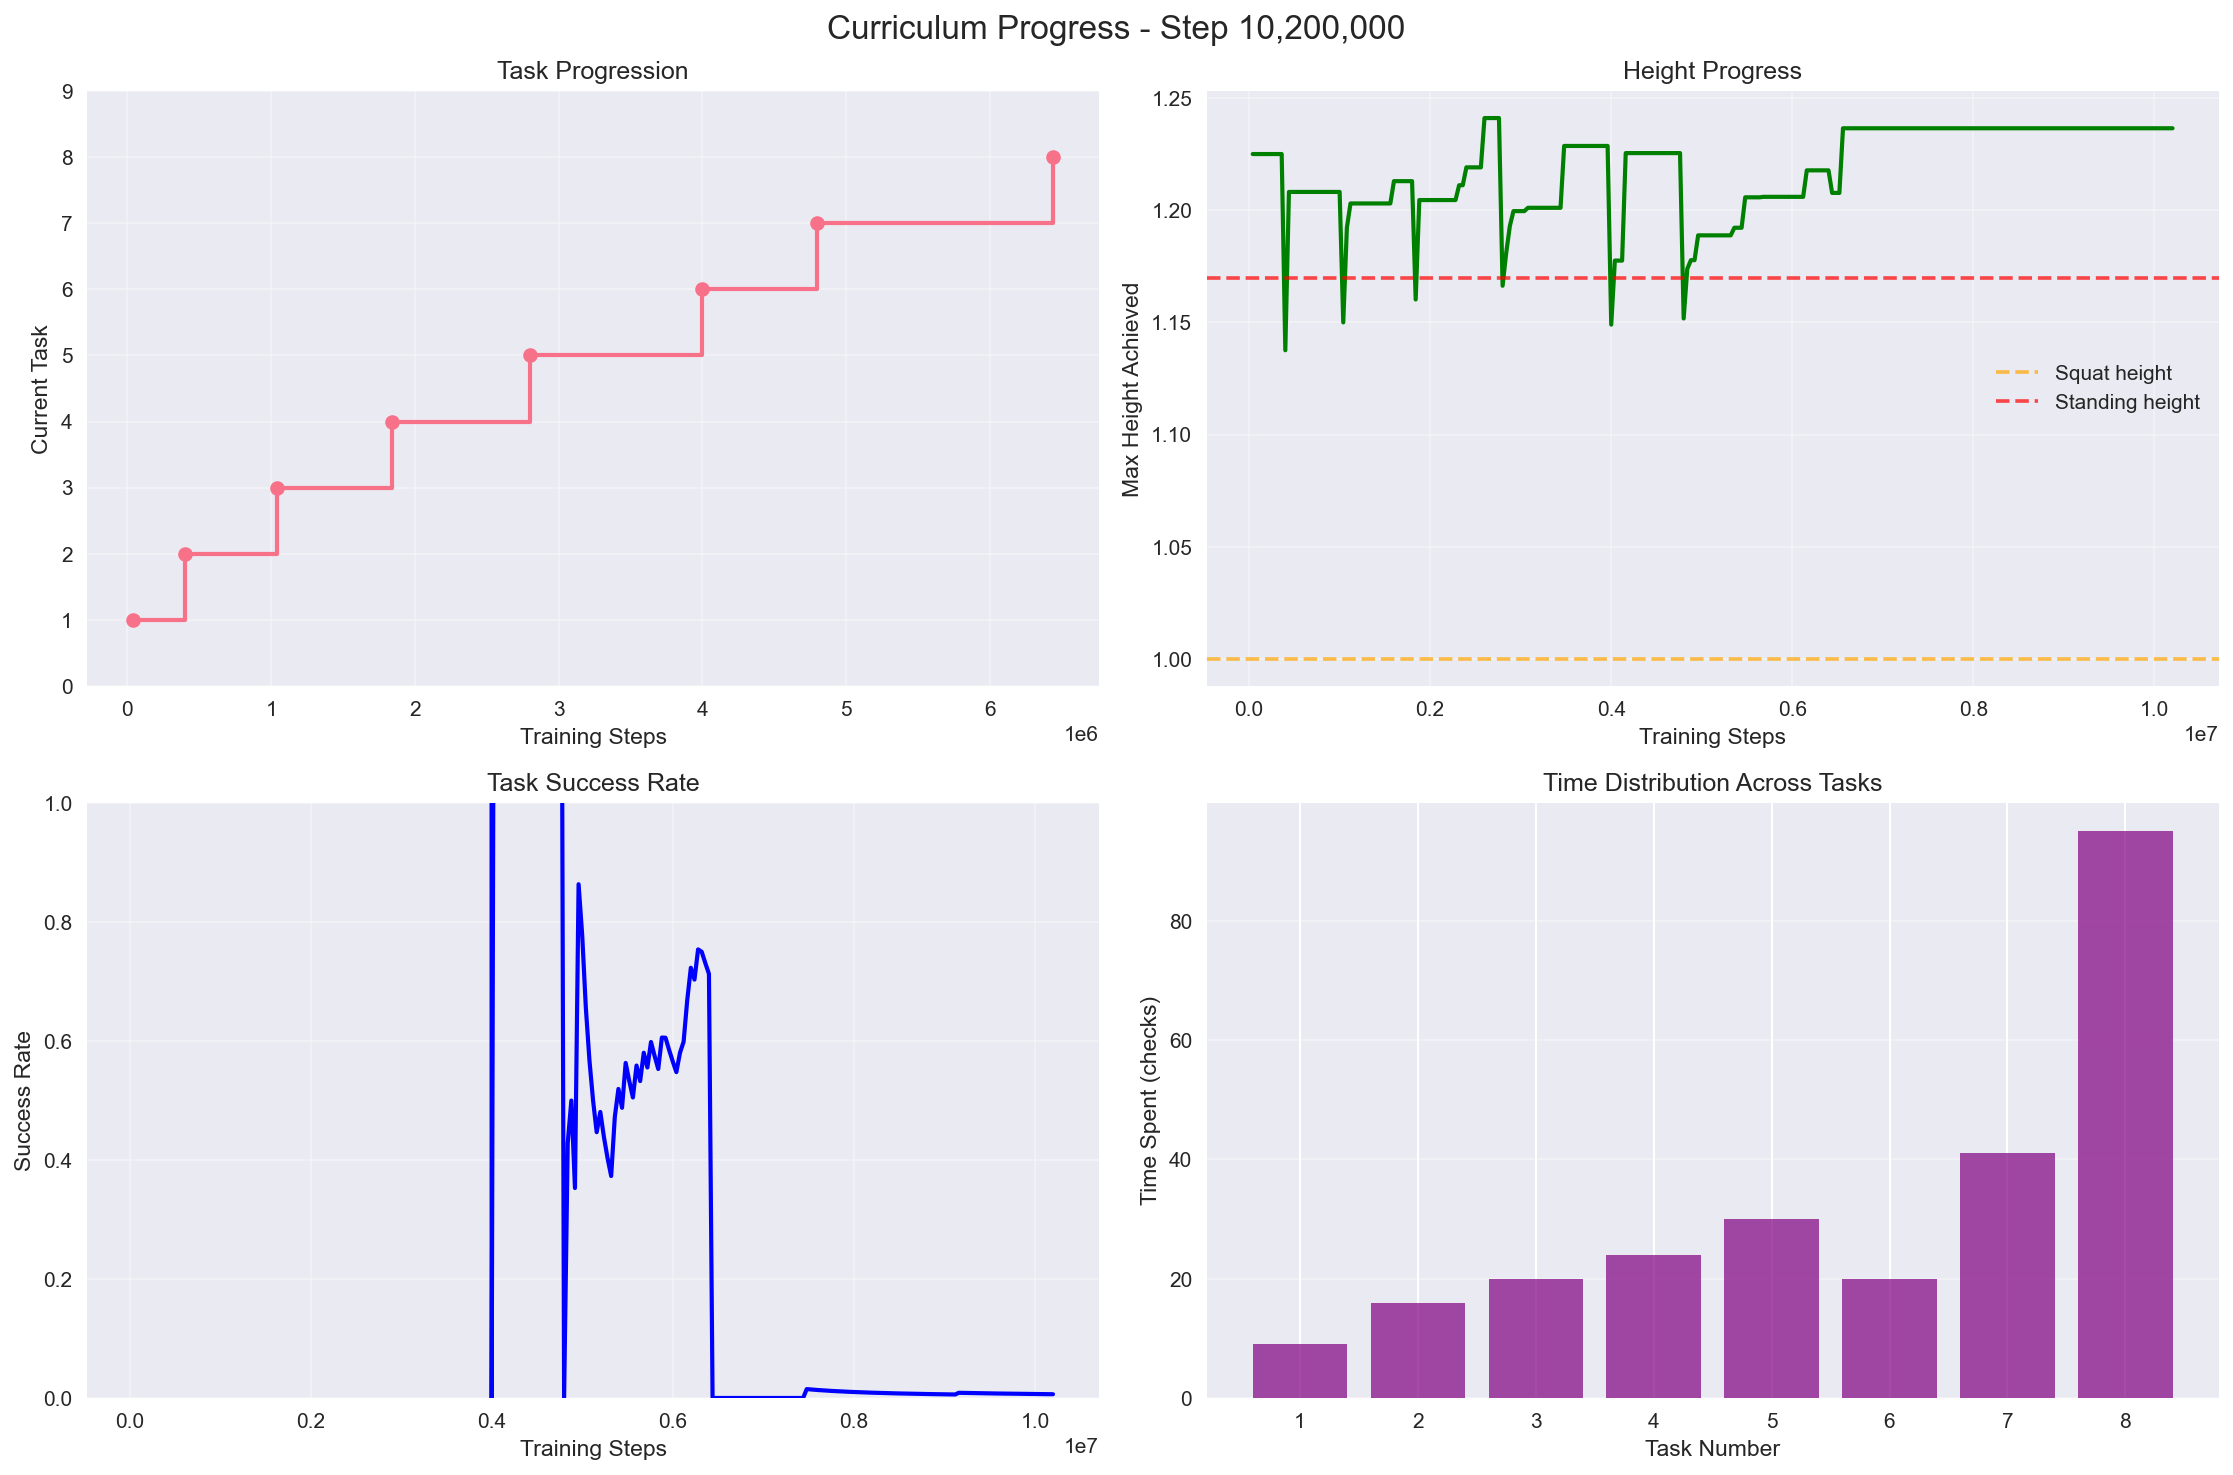 Curriculum Progress - Step 10,200,000
Task Progression
9
8
7
6
5
4
3
2
1
0
Current Task
0 1 2 3 4 5 6
1e6
Training Steps
Height Progress
1.25
1.20
1.15
1.10
1.05
1.00
Max Height Achieved
Squat height
Standing height
0.0 0.2 0.4 0.6 0.8 1.0
1e7
Training Steps
Task Success Rate
1.0
0.8
0.6
0.4
0.2
0.0
Success Rate
0.0 0.2 0.4 0.6 0.8 1.0
1e7
Training Steps
Time Distribution Across Tasks
80
60
40
20
0
Time Spent (checks)
1 2 3 4 5 6 7 8
Task Number